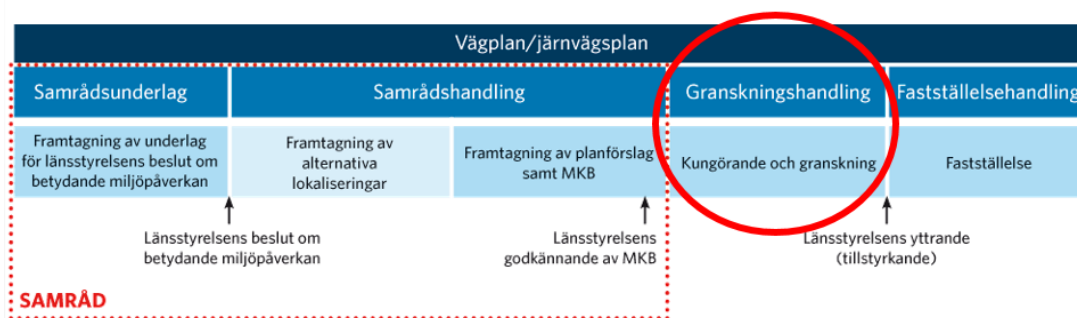 Vägplan/järnvägsplan
Samrådsunderlag
Samrådshandling
Granskningshandling
Fastställelsehandling
Framtagning av underlag
för länsstyrelsens beslut om
betydande miljöpåverkan
Framtagning av
alternativa
lokaliseringar
Framtagning av planförslag
samt MKB
Kungörande och granskning
Fastställelse
Länsstyrelsens beslut om
betydande miljöpåverkan
Länsstyrelsens
godkännande av MKB
Länsstyrelsens yttrande
(tillstyrkande)
SAMRÅD